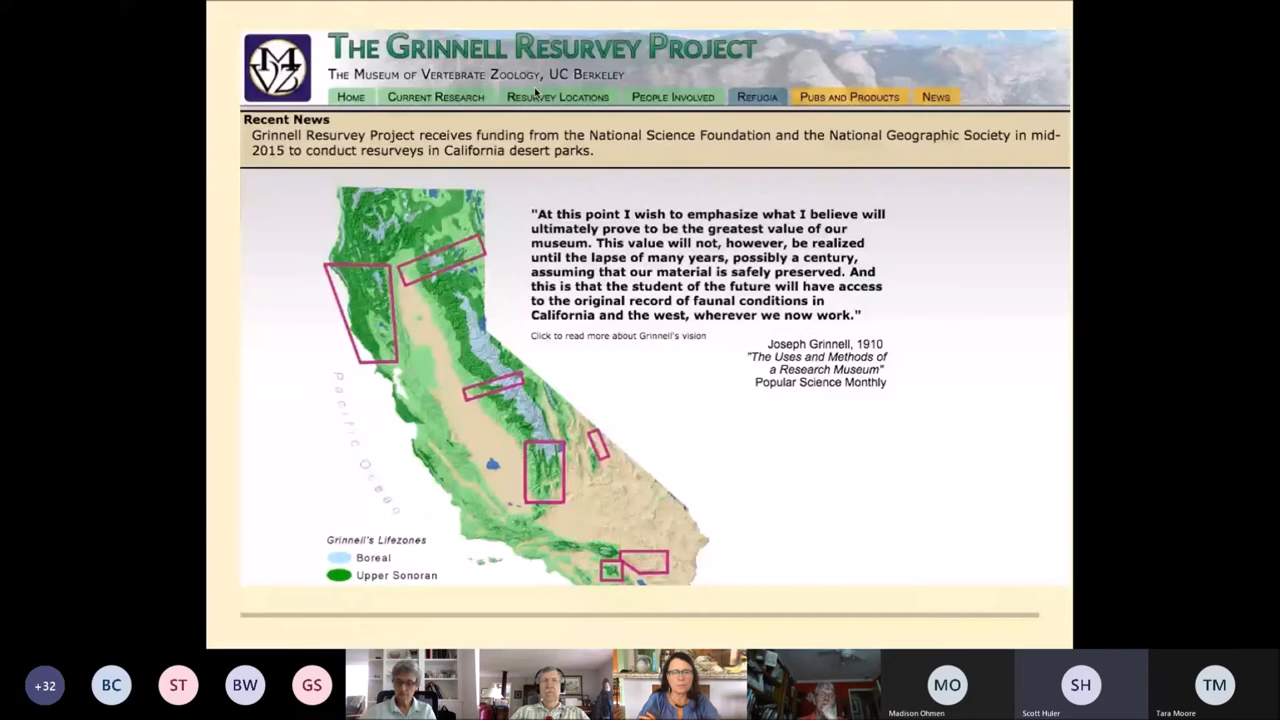 MVZ
THE GRINNELL RESURVEY PROJECT
THE MUSEUM OF VERTEBRATE ZOOLOGY, UC BERKELEY
HOME CURRENT RESEARCH RESURVEY LOCATIONS PEOPLE INVOLVED REFUGIA PUBS AND PRODUCTS NEWS
Recent News
Grinnell Resurvey Project receives funding from the National Science Foundation and the National Geographic Society in mid-
2015 to conduct resurveys in California desert parks.
"At this point I wish to emphasize what I believe will
ultimately prove to be the greatest value of our
museum. This value will not, however, be realized
until the lapse of many years, possibly a century,
assuming that our material is safely preserved. And
this is that the student of the future will have access
to the original record of faunal conditions in
California and the west, wherever we now work."
Click to read more about Grinnell's vision
Joseph Grinnell, 1910
"The Uses and Methods of
a Research Museum"
Popular Science Monthly
Pacific Ocean
Grinnell's Lifezones
Boreal
Upper Sonoran
+32 BC ST BW GS MO SH TM
Madison Ohmen Scott Huler Tara Moore